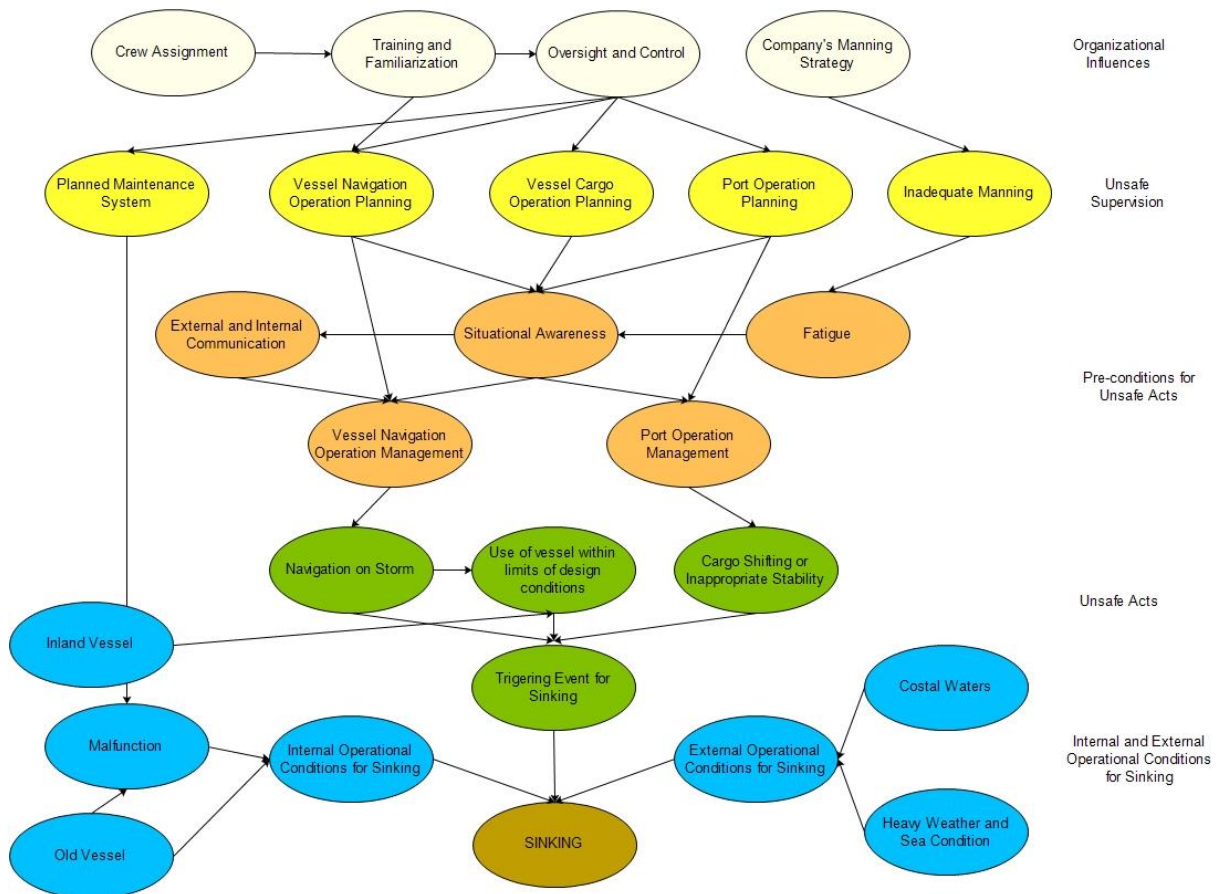 Crew Assignment
Training and
Familiarization
Oversight and Control
Company's Manning
Strategy
Organizational
Influences
Planned Maintenance
System
Vessel Navigation
Operation Planning
Vessel Cargo
Operation Planning
Port Operation
Planning
Inadequate Manning
Unsafe
Supervision
External and Internal
Communication
Situational Awareness
Fatigue
Pre-conditions for
Unsafe Acts
Vessel Navigation
Operation Management
Port Operation
Management
Navigation on Storm
Use of vessel within
limits of design
conditions
Cargo Shifting or
Inappropriate Stability
Unsafe Acts
Inland Vessel
Trigering Event for
Sinking
Costal Waters
Malfunction
Internal Operational
Conditions for Sinking
External Operational
Conditions for Sinking
Internal and External
Operational Conditions
for Sinking
Old Vessel
SINKING
Heavy Weather and
Sea Condition